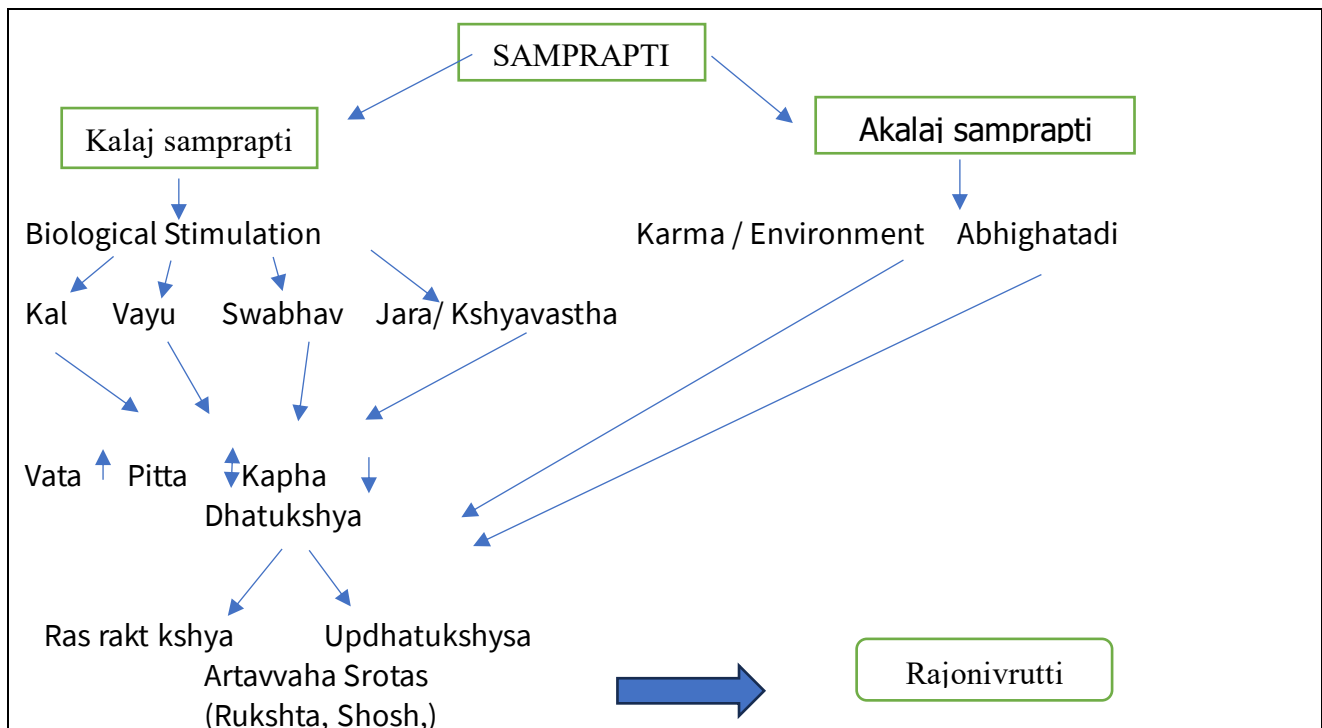 SAMPRAPTI
Kalaj samprapti
Akalaj samprapti
Biological Stimulation
Karma / Environment Abhighatadi
Kal Vayu Swabhav Jara/ Kshyavastha
Vata Pitta Kapha
Dhatukshya
Ras rakt kshya Updhatukshysa
Artavvaha Srotas
Rajonivrutti
(Rukshta, Shosh,)